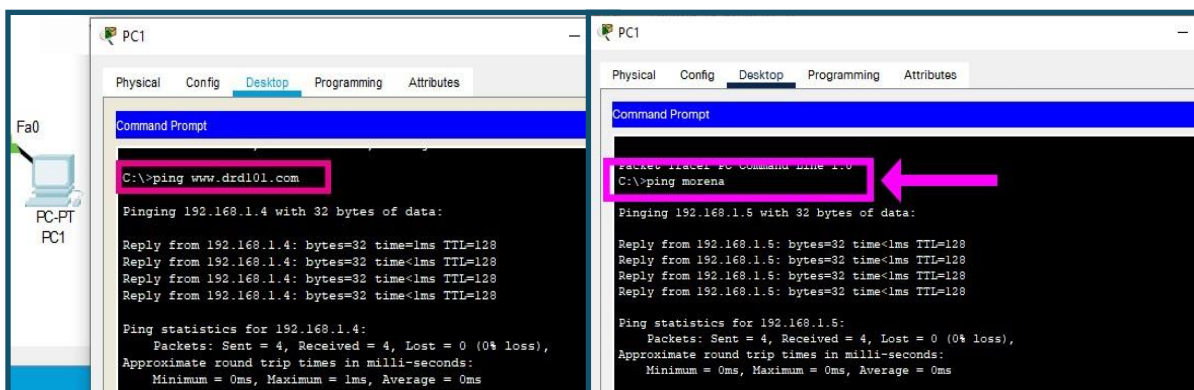 Fa0
PC-PT
PC1
PC1
Physical Config Desktop Programming Attributes
Command Prompt
C:\>ping www.drd101.com
Pinging 192.168.1.4 with 32 bytes of data:
Reply from 192.168.1.4: bytes=32 time=1ms TTL=128
Reply from 192.168.1.4: bytes=32 time<1ms TTL=128
Reply from 192.168.1.4: bytes=32 time<1ms TTL=128
Reply from 192.168.1.4: bytes=32 time<1ms TTL=128
Ping statistics for 192.168.1.4:
Packets: Sent = 4, Received = 4, Lost = 0 (0% loss),
Approximate round trip times in milli-seconds:
Minimum = 0ms, Maximum = 1ms, Average = 0ms
PC1
Physical Config Desktop Programming Attributes
Command Prompt
Packet Tracer PC Command Line 1.0
C:\>ping morena
Pinging 192.168.1.5 with 32 bytes of data:
Reply from 192.168.1.5: bytes=32 time<1ms TTL=128
Reply from 192.168.1.5: bytes=32 time<1ms TTL=128
Reply from 192.168.1.5: bytes=32 time<1ms TTL=128
Reply from 192.168.1.5: bytes=32 time<1ms TTL=128
Ping statistics for 192.168.1.5:
Packets: Sent = 4, Received = 4, Lost = 0 (0% loss),
Approximate round trip times in milli-seconds:
Minimum = 0ms, Maximum = 0ms, Average = 0ms